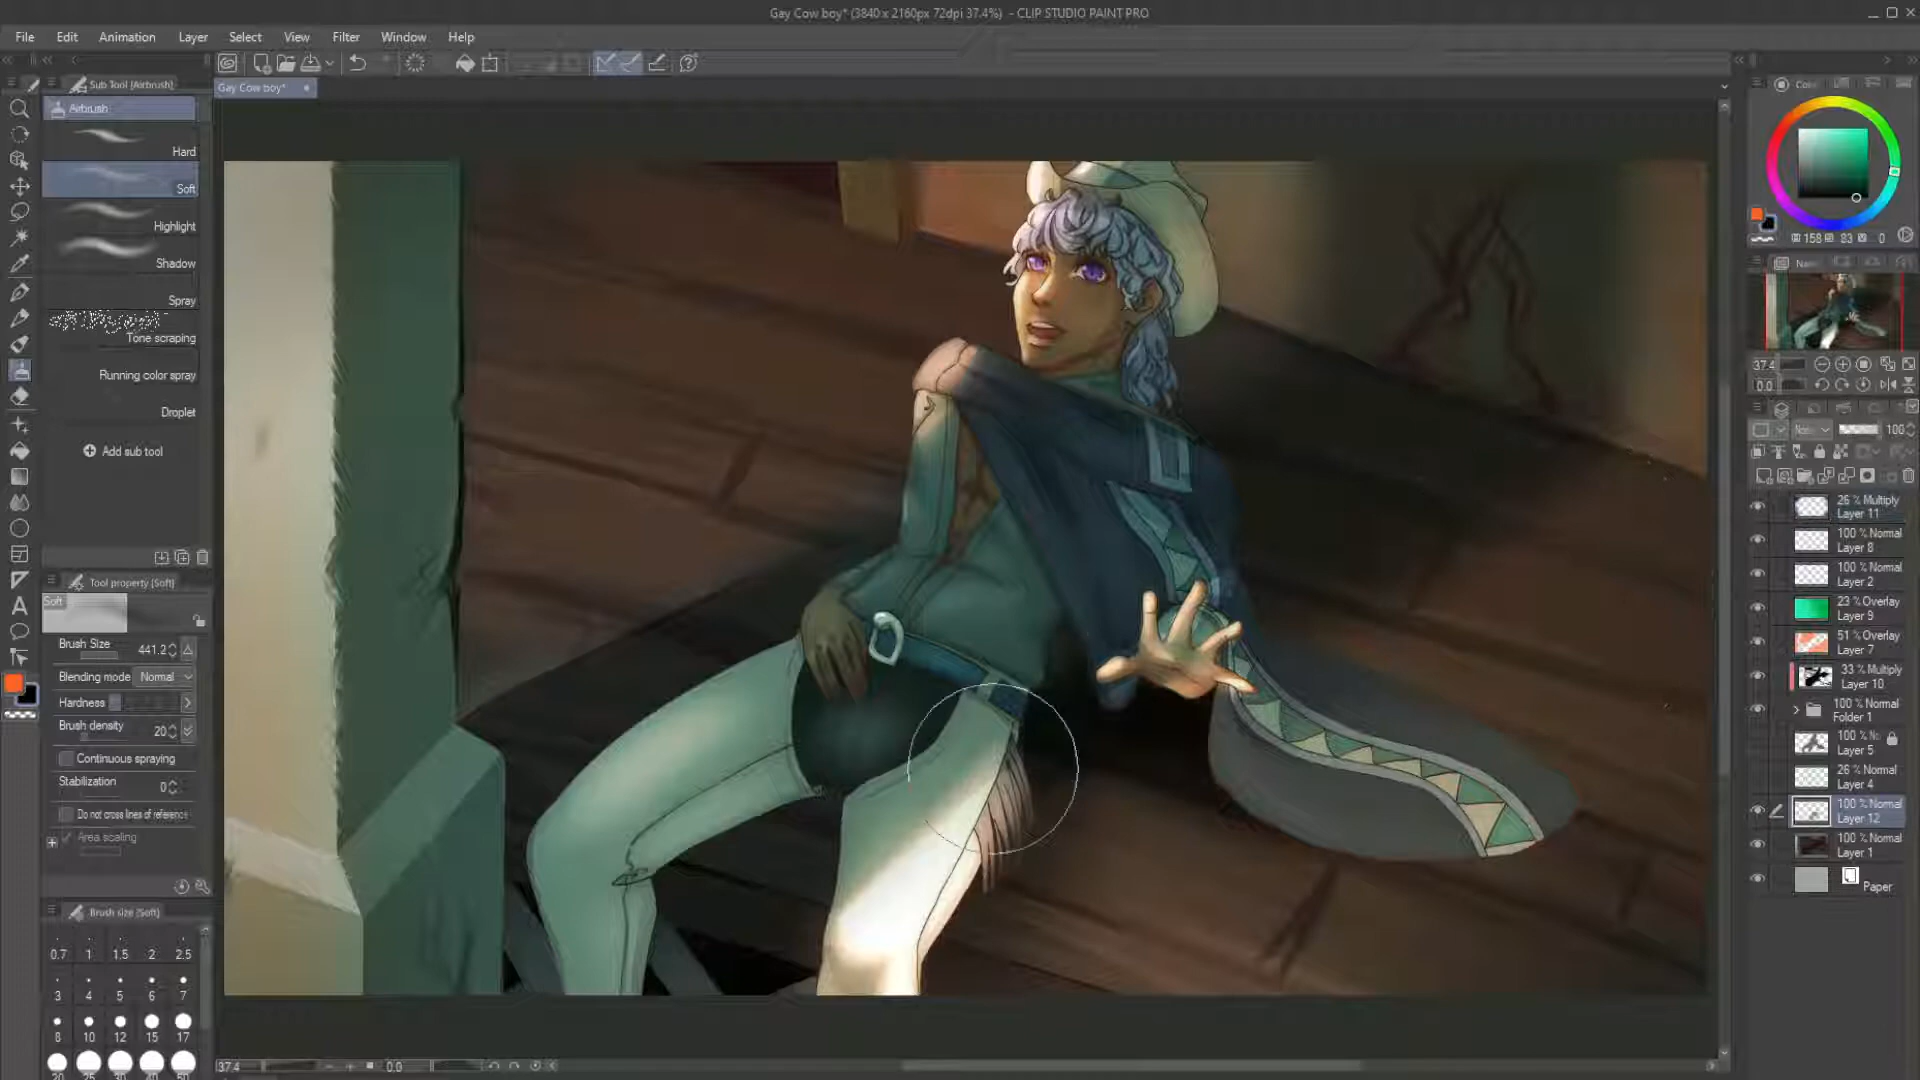 Gay Cow boy* (3840 x 2160px 72dpi 37.4%) - CLIP STUDIO PAINT PRO
File Edit Animation Layer Select View Filter Window Help
Sub Tool [Airbrush]
Gay Cow boy*
Airbrush
Hard
Soft
Highlight
Shadow
Spray
Tone scraping
Running color spray
Droplet
Add sub tool
Tool property [Soft]
Soft
Brush Size 441.2
Blending mode Normal
Hardness
Brush density 20
Continuous spraying
Stabilization 0
Do not cross lines of reference
Area scaling
Brush size [Soft]
0.7 1 1.5 2 2.5
3 4 5 6 7
8 10 12 15 17
20 25 30 40 50
37.4 0.0
158 83 0
37.4
0.0
100
26 % Multiply
Layer 11
100 % Normal
Layer 8
100 % Normal
Layer 2
23 % Overlay
Layer 9
51 % Overlay
Layer 7
33 % Multiply
Layer 10
100 % Normal
Folder 1
100 %
Layer 5
26 % Normal
Layer 4
100 % Normal
Layer 12
100 % Normal
Layer 1
Paper